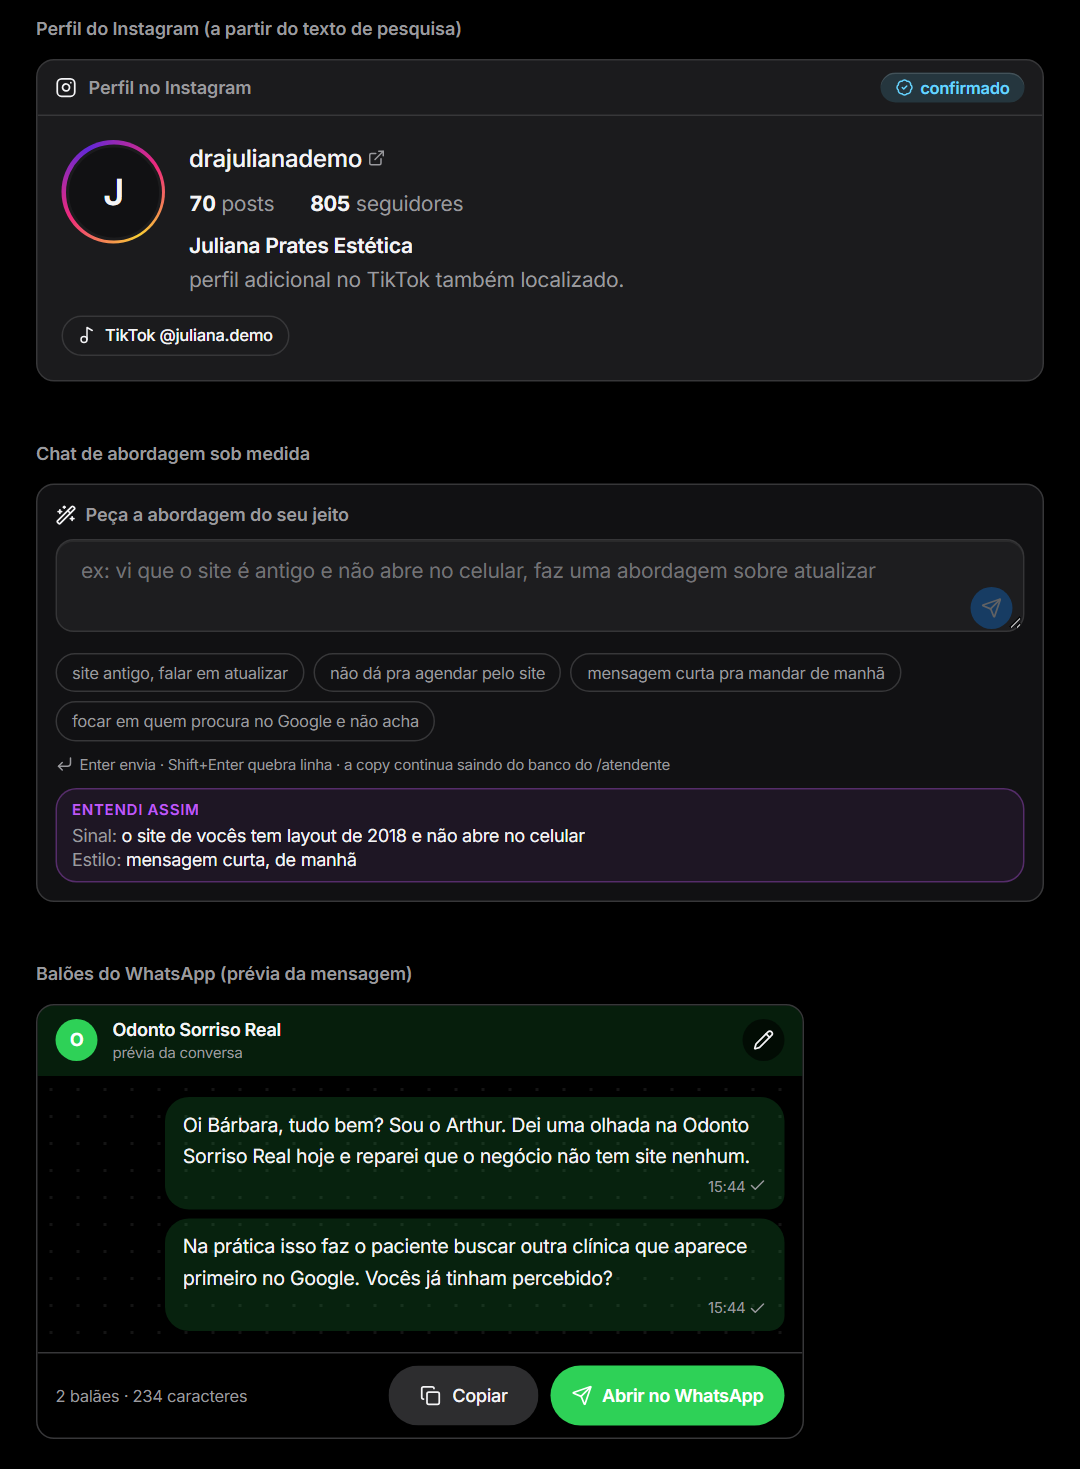 Perfil do Instagram (a partir do texto de pesquisa)
Perfil no Instagram
confirmado
J
drajulianademo
70 posts 805 seguidores
Juliana Prates Estética
perfil adicional no TikTok também localizado.
TikTok @juliana.demo
Chat de abordagem sob medida
Peça a abordagem do seu jeito
ex: vi que o site é antigo e não abre no celular, faz uma abordagem sobre atualizar
site antigo, falar em atualizar
não dá pra agendar pelo site
mensagem curta pra mandar de manhã
focar em quem procura no Google e não acha
Enter envia · Shift+Enter quebra linha · a copy continua saindo do banco do /atendente
ENTENDI ASSIM
Sinal: o site de vocês tem layout de 2018 e não abre no celular
Estilo: mensagem curta, de manhã
Balões do WhatsApp (prévia da mensagem)
O
Odonto Sorriso Real
prévia da conversa
Oi Bárbara, tudo bem? Sou o Arthur. Dei uma olhada na Odonto
Sorriso Real hoje e reparei que o negócio não tem site nenhum.
15:44
Na prática isso faz o paciente buscar outra clínica que aparece
primeiro no Google. Vocês já tinham percebido?
15:44
2 balães · 234 caracteres
Copiar
Abrir no WhatsApp